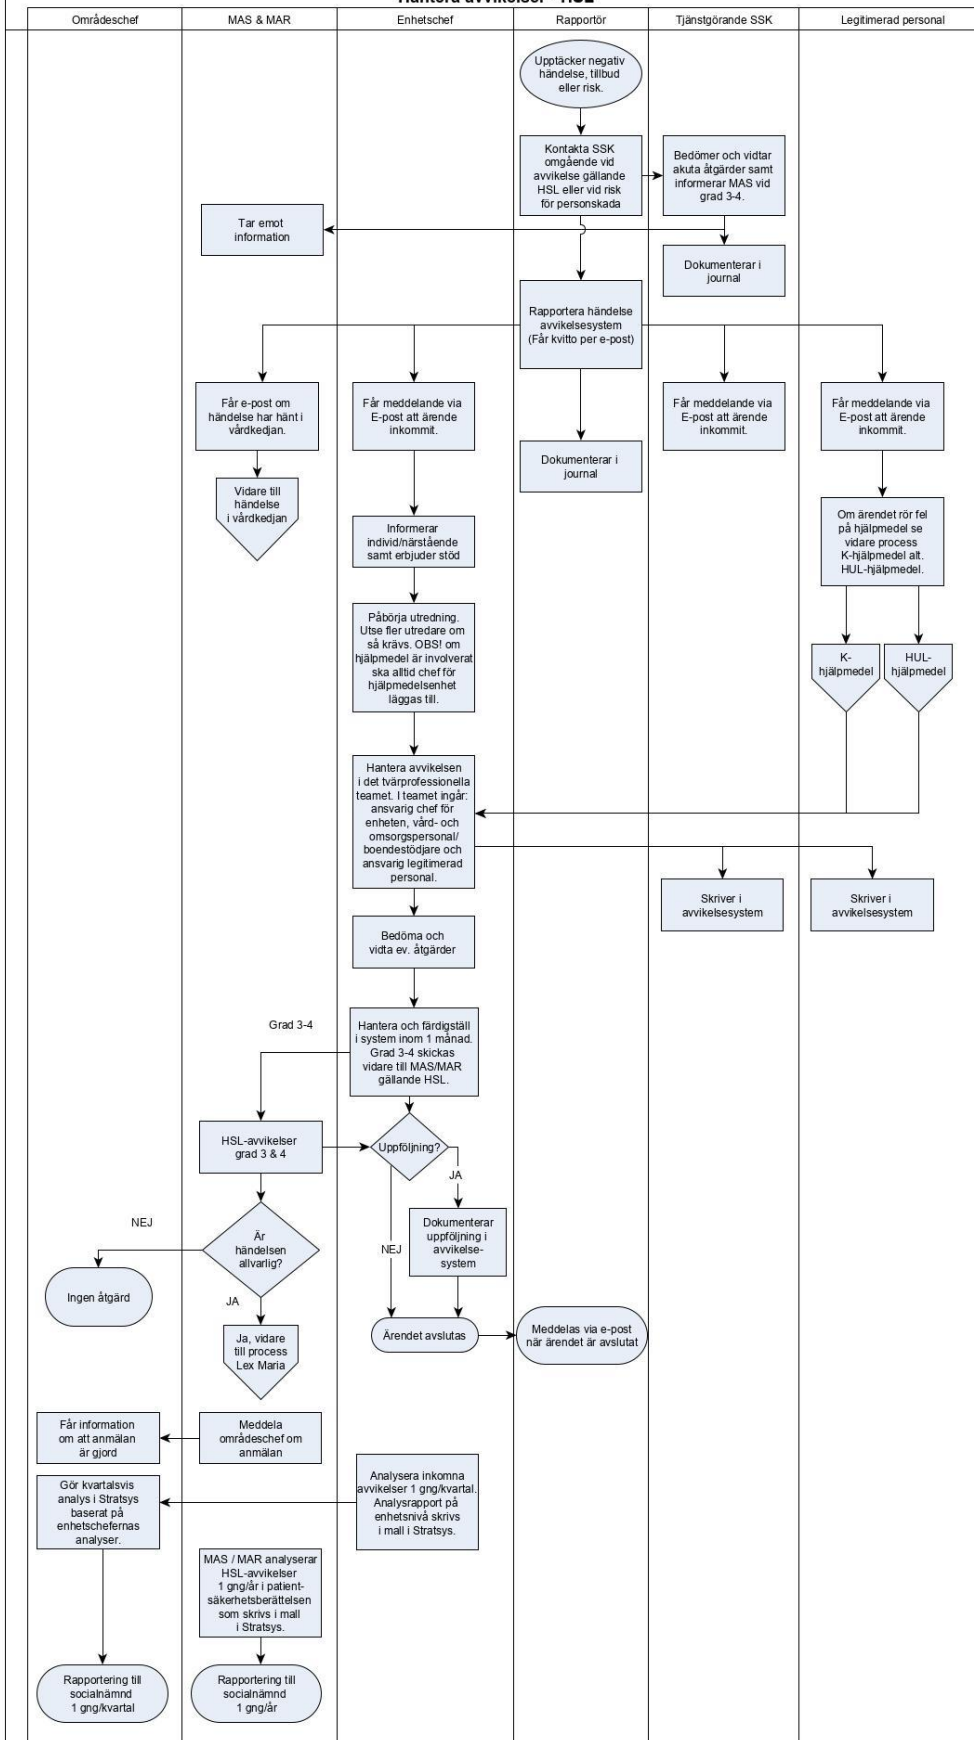 Hantera avvikelser - HSL
Områdeschef
MAS & MAR
Enhetschef
Rapportör
Tjänstgörande SSK
Legitimerad personal
Upptäcker negativ
händelse, tillbud
eller risk.
Kontakta SSK
omgående vid
avvikelse gällande
HSL eller vid risk
för personskada
Bedömer och vidtar
akuta åtgärder samt
informerar MAS vid
grad 3-4.
Tar emot
information
Dokumenterar i
journal
Rapportera händelse
avvikelsesystem
(Får kvitto per e-post)
Får e-post om
händelse har hänt i
vårdkedjan.
Får meddelande via
E-post att ärende
inkommit.
Får meddelande via
E-post att ärende
inkommit.
Får meddelande via
E-post att ärende
inkommit.
Dokumenterar i
journal
Vidare till
händelse
i vårdkedjan
Informerar
individ/närstående
samt erbjuder stöd
Om ärendet rör fel
på hjälpmedel se
vidare process
K-hjälpmedel alt.
HUL-hjälpmedel.
Påbörja utredning.
Utse fler utredare om
så krävs. OBS! om
hjälpmedel är involverat
ska alltid chef för
hjälpmedelsenhet
läggas till.
K-
hjälpmedel
HUL-
hjälpmedel
Hantera avvikelsen
i det tvärprofessionella
teamet. I teamet ingår:
ansvarig chef för
enheten, vård- och
omsorgspersonal/
boendestödjare och
ansvarig legitimerad
personal.
Skriver i
avvikelsesystem
Skriver i
avvikelsesystem
Bedöma och
vidta ev. åtgärder
Grad 3-4
Hantera och färdigställ
i system inom 1 månad.
Grad 3-4 skickas
vidare till MAS/MAR
gällande HSL.
HSL-avvikelser
grad 3 & 4
Uppföljning?
JA
NEJ
Är
händelsen
allvarlig?
NEJ
Dokumenterar
uppföljning i
avvikelse-
system
Ingen åtgärd
JA
Ja, vidare
till process
Lex Maria
Ärendet avslutas
Meddelas via e-post
när ärendet är avslutat
Får information
om att anmälan
är gjord
Meddela
områdeschef om
anmälan
Analysera inkomna
avvikelser 1 gng/kvartal.
Analysrapport på
enhetsnivå skrivs
i mall i Stratsys.
Gör kvartalsvis
analys i Stratsys
baserat på
enhetschefernas
analyser.
MAS / MAR analyserar
HSL-avvikelser
1 gng/år i patient-
säkerhetsberättelsen
som skrivs i mall
i Stratsys.
Rapportering till
socialnämnd
1 gng/kvartal
Rapportering till
socialnämnd
1 gng/år